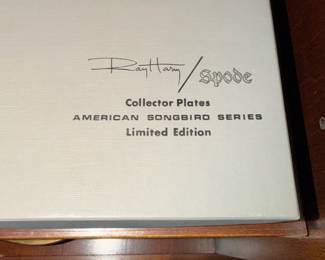 Ray Harm / Spode
Collector Plates
AMERICAN SONGBIRD SERIES
Limited Edition